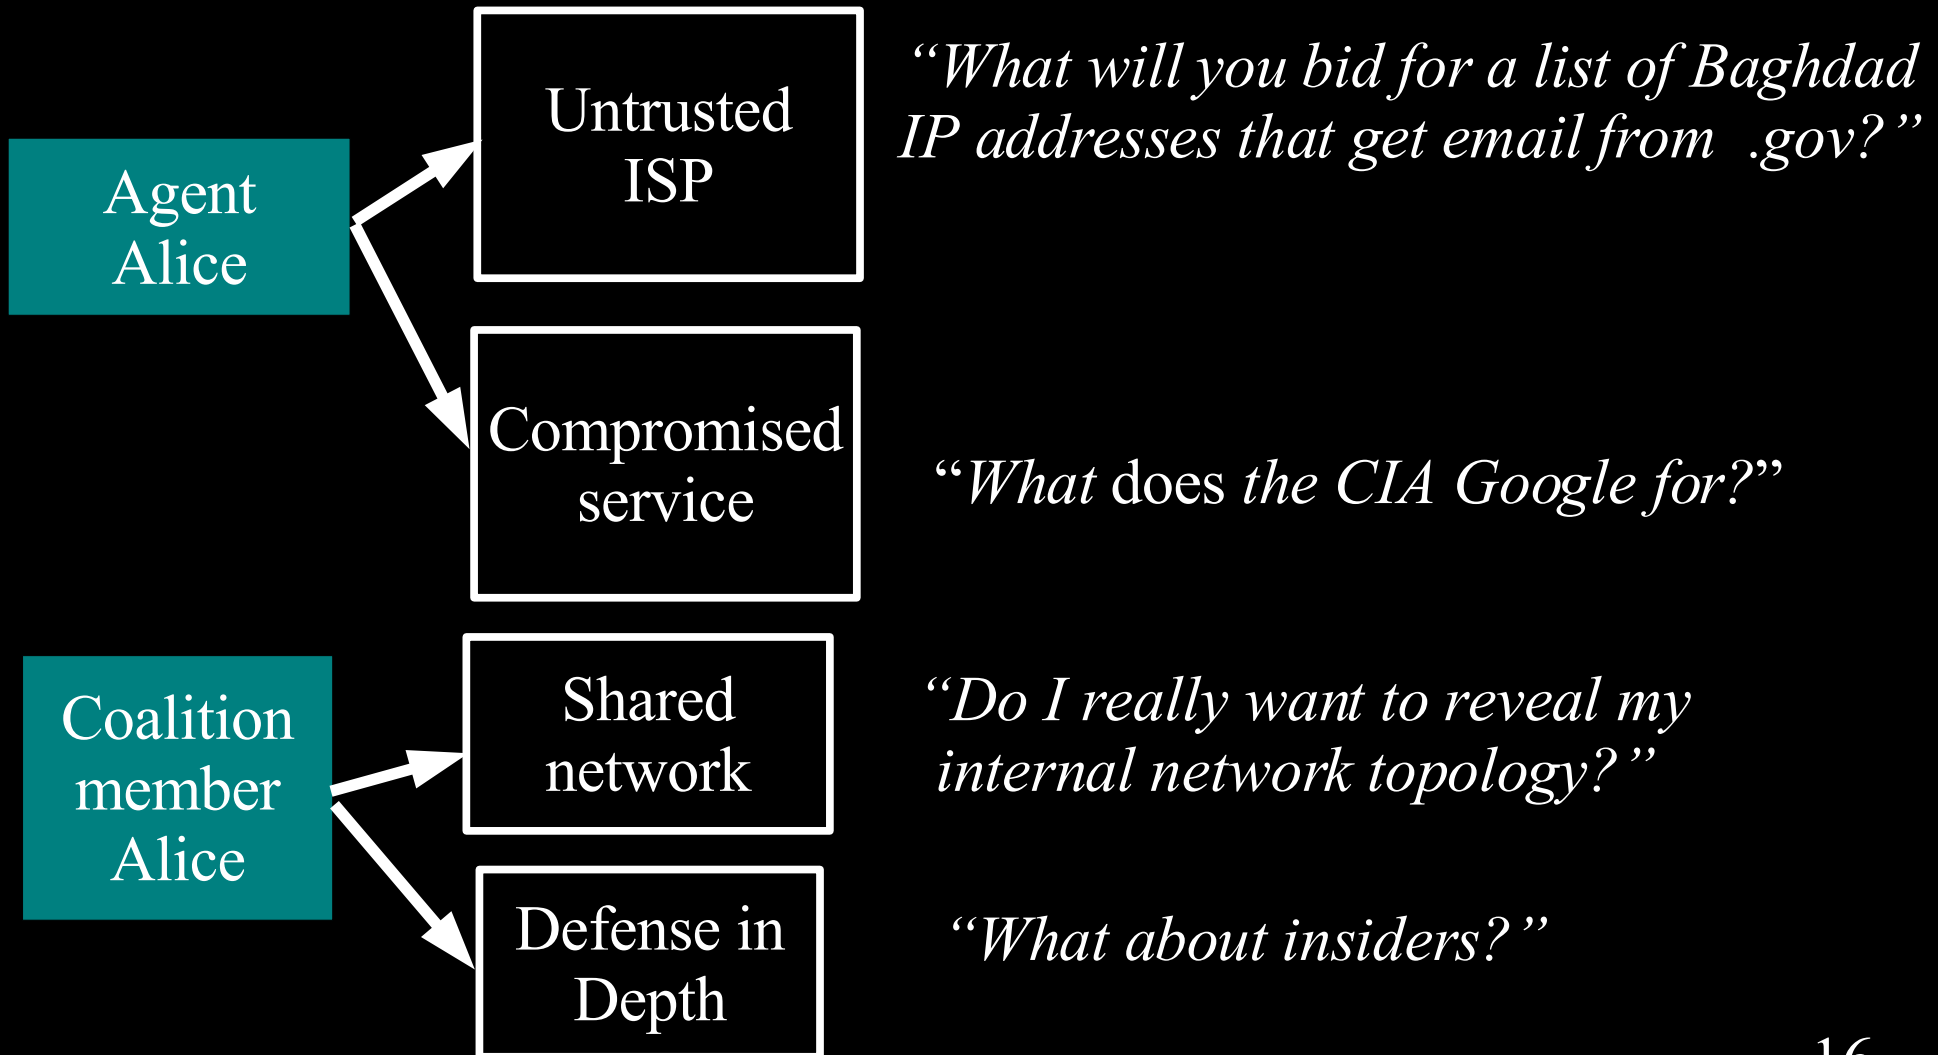 Agent
Alice
Untrusted
ISP
“What will you bid for a list of Baghdad
IP addresses that get email from .gov?”
Compromised
service
“What does the CIA Google for?”
Coalition
member
Alice
Shared
network
“Do I really want to reveal my
internal network topology?”
Defense in
Depth
“What about insiders?”
16